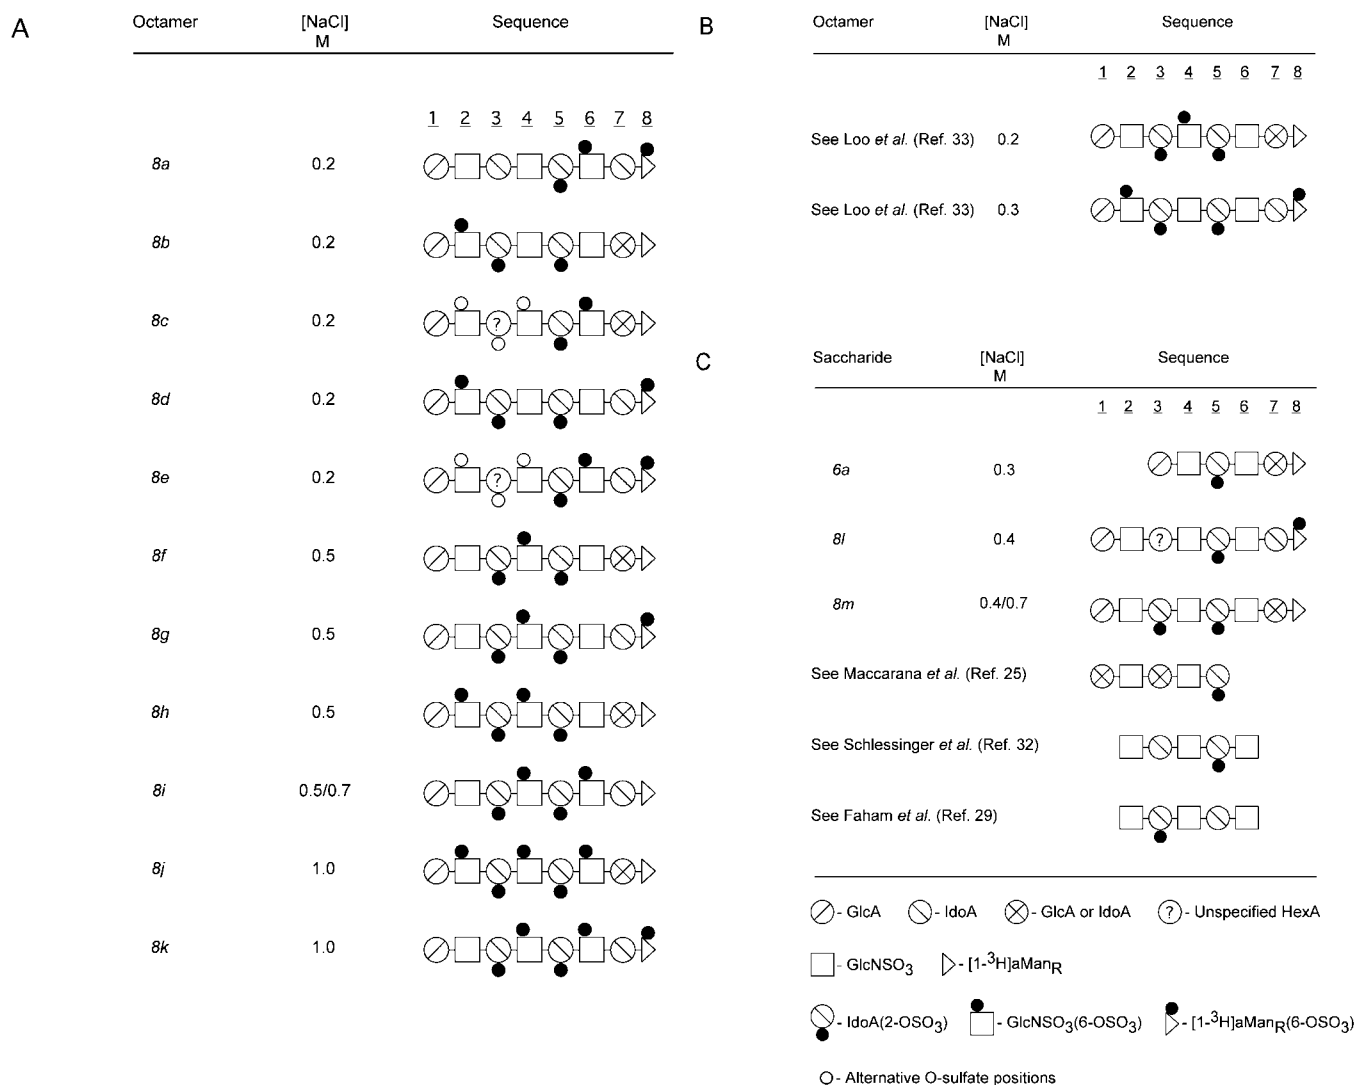 A
Octamer [NaCl] Sequence
M
1 2 3 4 5 6 7 8
8a 0.2
8b 0.2
8c 0.2
?
8d 0.2
8e 0.2
?
8f 0.5
8g 0.5
8h 0.5
8i 0.5/0.7
8j 1.0
8k 1.0
B
Octamer [NaCl] Sequence
M
1 2 3 4 5 6 7 8
See Loo et al. (Ref. 33) 0.2
See Loo et al. (Ref. 33) 0.3
C
Saccharide [NaCl] Sequence
M
1 2 3 4 5 6 7 8
6a 0.3
8l 0.4
?
8m 0.4/0.7
See Maccarana et al. (Ref. 25)
See Schlessinger et al. (Ref. 32)
See Faham et al. (Ref. 29)
- GlcA - IdoA - GlcA or IdoA ? - Unspecified HexA
- GlcNSO3 - [1-3H]aManR
- IdoA(2-OSO3) - GlcNSO3(6-OSO3) - [1-3H]aManR(6-OSO3)
- Alternative O-sulfate positions